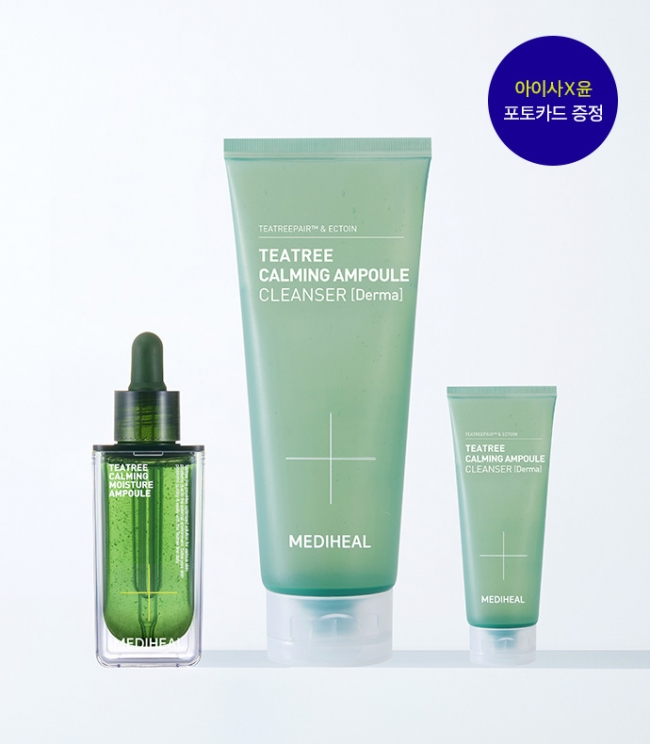 아이사 X 윤
포토카드 증정
TEATREEPAIR™ & ECTOIN
TEATREE
CALMING AMPOULE
CLEANSER [Derma]
MEDIHEAL
TEATREE
CALMING
MOISTURE
AMPOULE
MEDIHEAL
TEATREEPAIR™ & ECTOIN
TEATREE
CALMING AMPOULE
CLEANSER [Derma]
MEDIHEAL